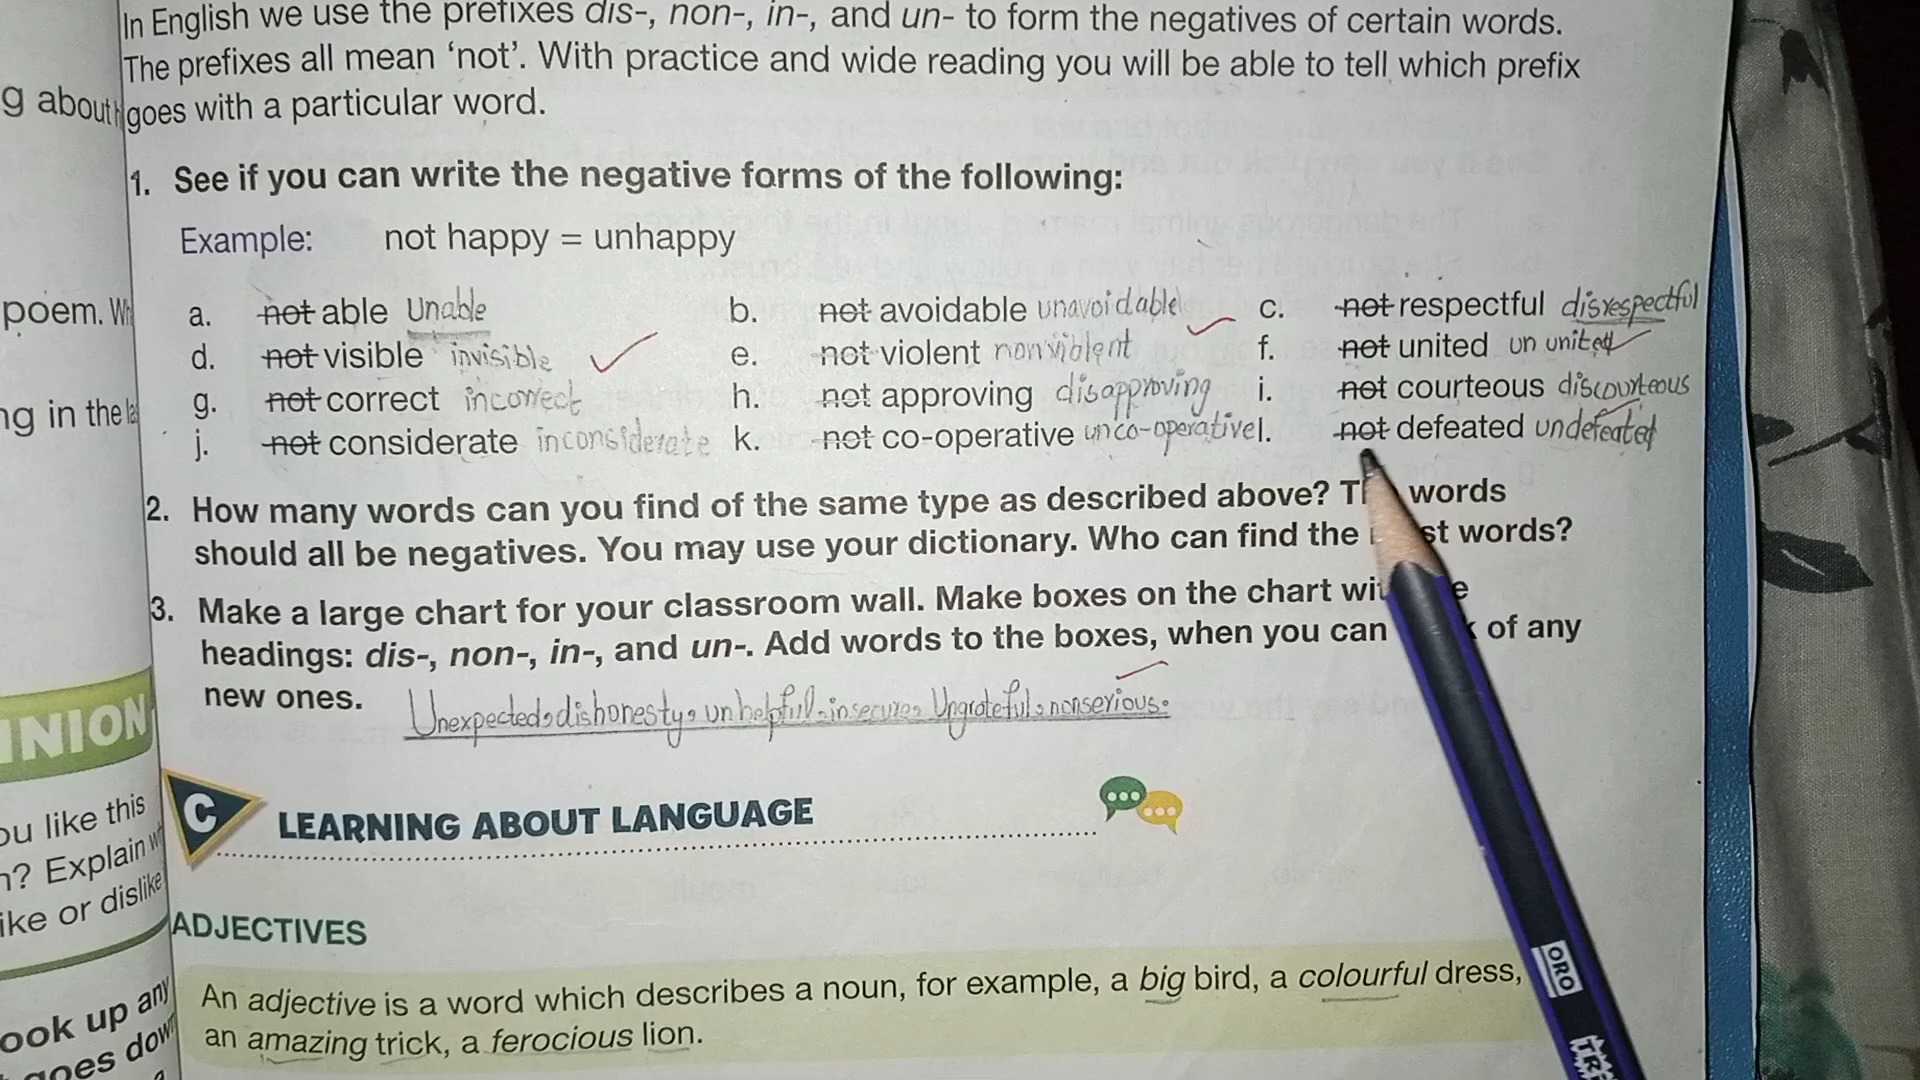 In English we use the prefixes dis-, non-, in-, and un- to form the negatives of certain words.
The prefixes all mean ‘not’. With practice and wide reading you will be able to tell which prefix
goes with a particular word.
g about
1. See if you can write the negative forms of the following:
Example: not happy = unhappy
poem.
a. not able Unable b. not avoidable unavoidable c. not respectful disrespectful
d. not visible invisible e. not violent nonviolent f. not united un united
ng in the
g. not correct incorrect h. not approving disapproving i. not courteous discourteous
j. not considerate inconsiderate k. not co-operative unco-operative l. not defeated undefeated
2. How many words can you find of the same type as described above? words
should all be negatives. You may use your dictionary. Who can find the st words?
3. Make a large chart for your classroom wall. Make boxes on the chart wi e
headings: dis-, non-, in-, and un-. Add words to the boxes, when you can of any
new ones. Unexpected, dishonesty, unhelpful, insecure, Ungrateful, nonserious.
INION
C LEARNING ABOUT LANGUAGE
ou like this
? Explain
ike or dislike
ADJECTIVES
An adjective is a word which describes a noun, for example, a big bird, a colourful dress,
an amazing trick, a ferocious lion.
ook up any
goes down
ORO